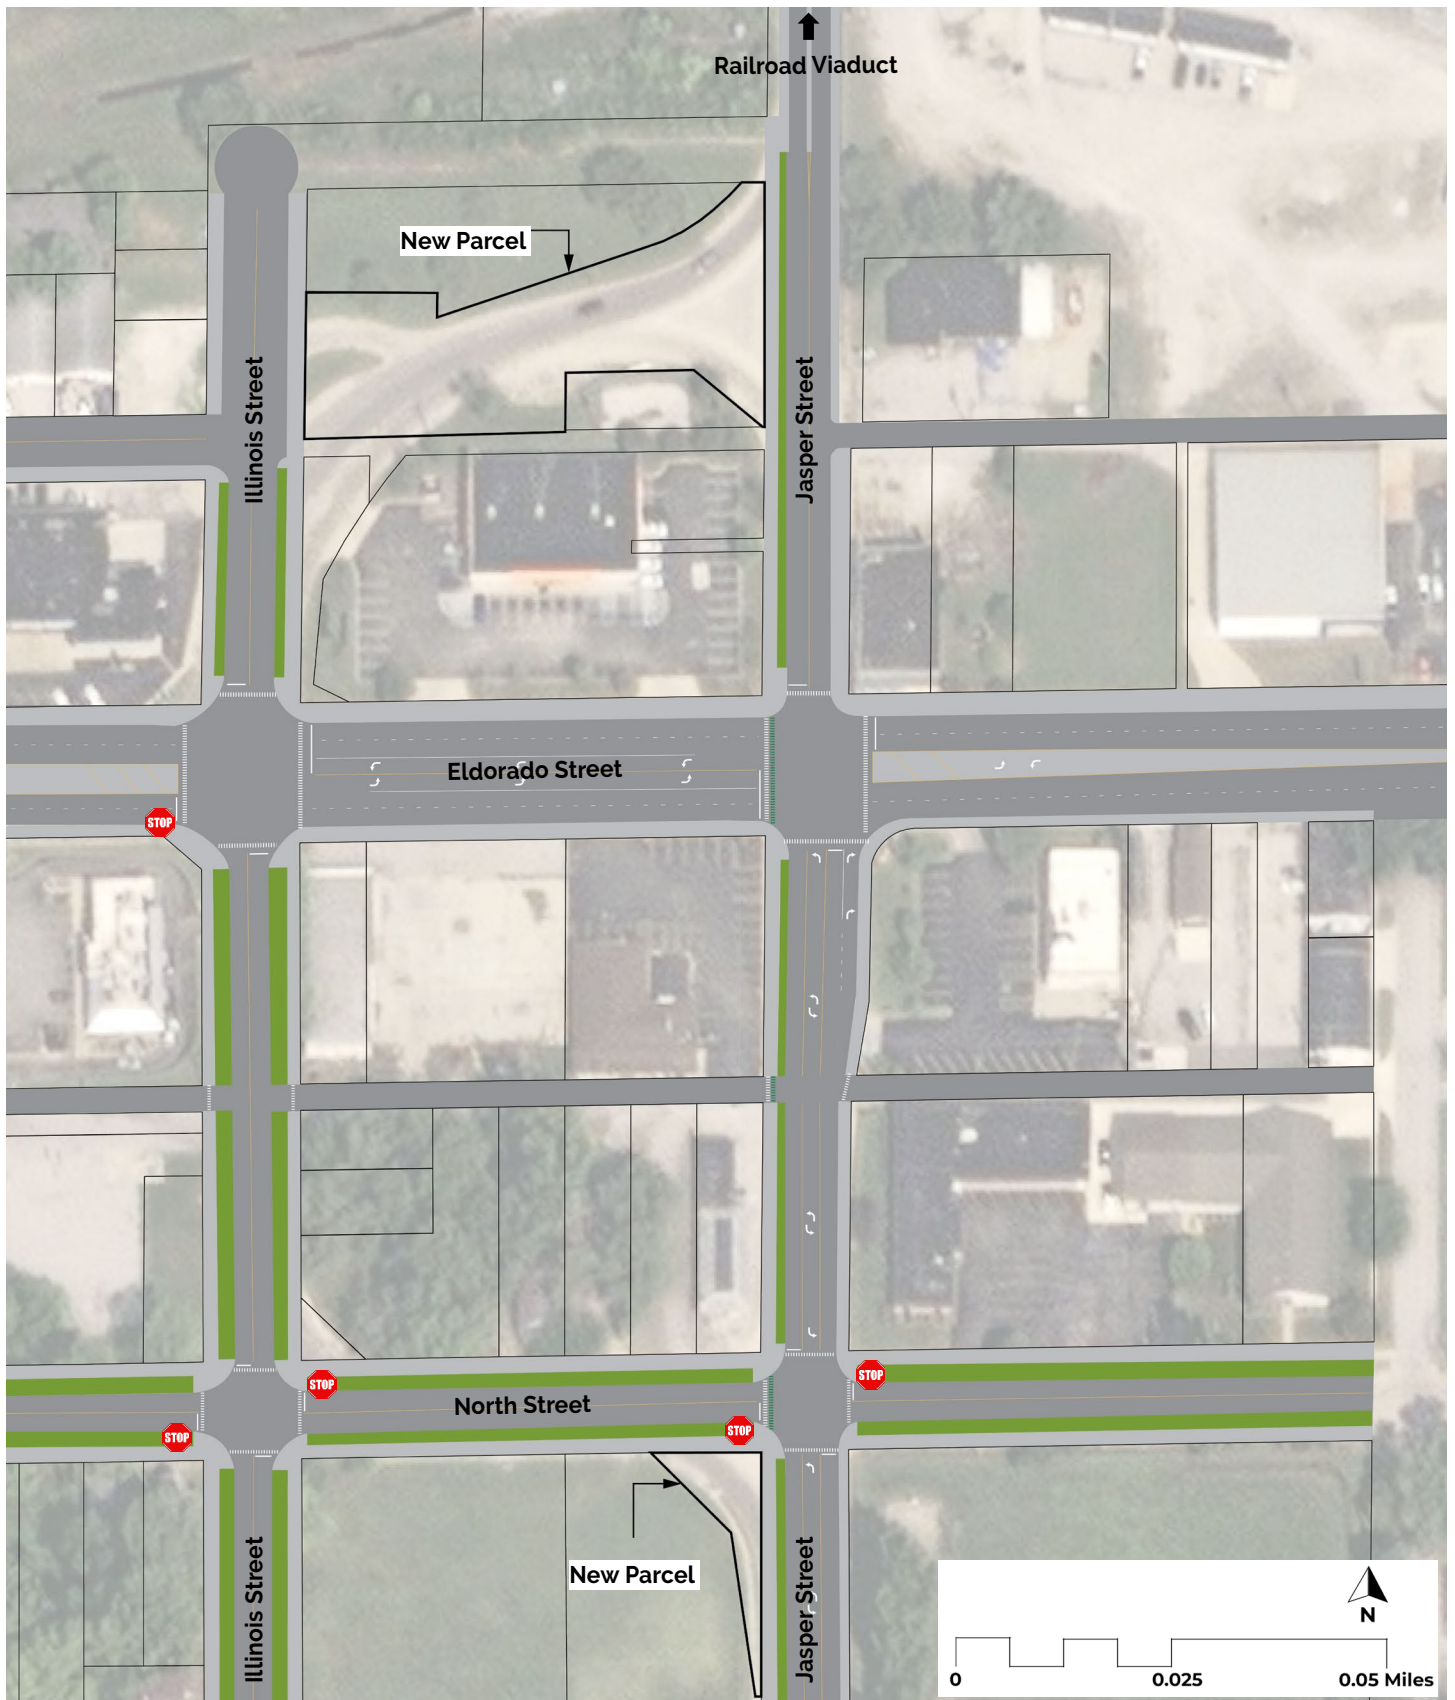 Railroad Viaduct
New Parcel
Illinois Street
Jasper Street
Eldorado Street
STOP
STOP
STOP
North Street
STOP
STOP
New Parcel
Illinois Street
Jasper Street
N
0
0.025
0.05 Miles